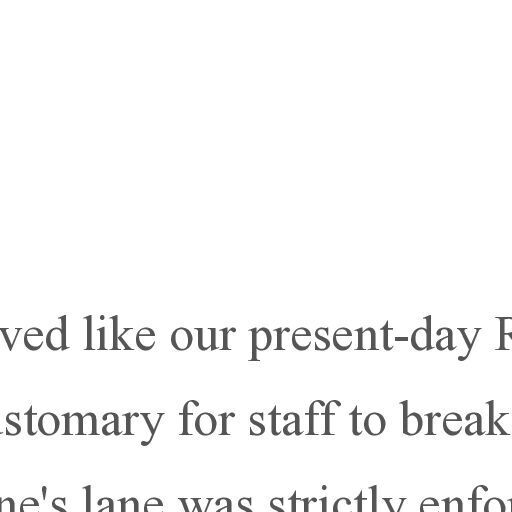 ved like our present-day R
stomary for staff to break
ne's lane was strictly enfo